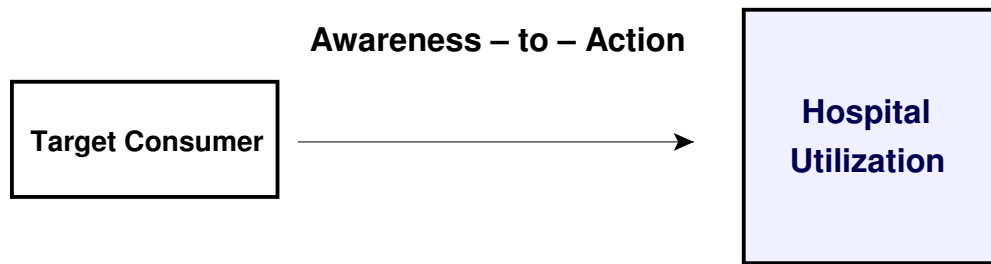 Awareness – to – Action
Target Consumer
Hospital
Utilization